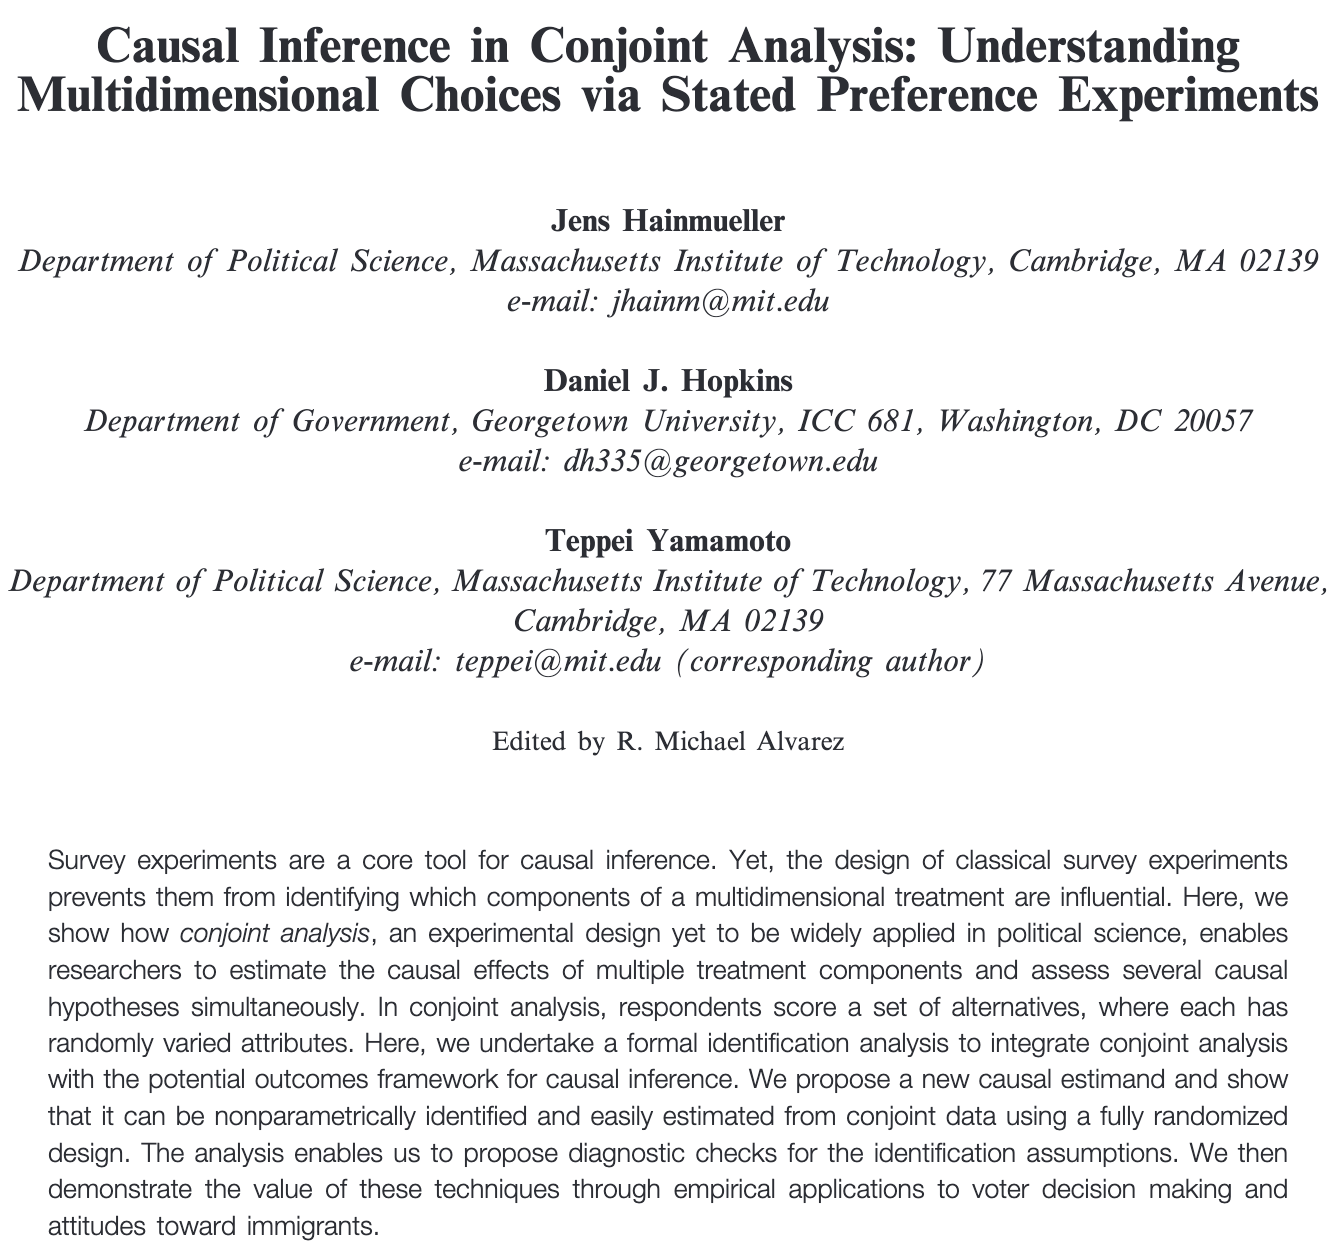 Causal Inference in Conjoint Analysis: Understanding
Multidimensional Choices via Stated Preference Experiments
Jens Hainmueller
Department of Political Science, Massachusetts Institute of Technology, Cambridge, MA 02139
e-mail: jhainm@mit.edu
Daniel J. Hopkins
Department of Government, Georgetown University, ICC 681, Washington, DC 20057
e-mail: dh335@georgetown.edu
Teppei Yamamoto
Department of Political Science, Massachusetts Institute of Technology, 77 Massachusetts Avenue,
Cambridge, MA 02139
e-mail: teppei@mit.edu (corresponding author)
Edited by R. Michael Alvarez
Survey experiments are a core tool for causal inference. Yet, the design of classical survey experiments
prevents them from identifying which components of a multidimensional treatment are influential. Here, we
show how conjoint analysis, an experimental design yet to be widely applied in political science, enables
researchers to estimate the causal effects of multiple treatment components and assess several causal
hypotheses simultaneously. In conjoint analysis, respondents score a set of alternatives, where each has
randomly varied attributes. Here, we undertake a formal identification analysis to integrate conjoint analysis
with the potential outcomes framework for causal inference. We propose a new causal estimand and show
that it can be nonparametrically identified and easily estimated from conjoint data using a fully randomized
design. The analysis enables us to propose diagnostic checks for the identification assumptions. We then
demonstrate the value of these techniques through empirical applications to voter decision making and
attitudes toward immigrants.